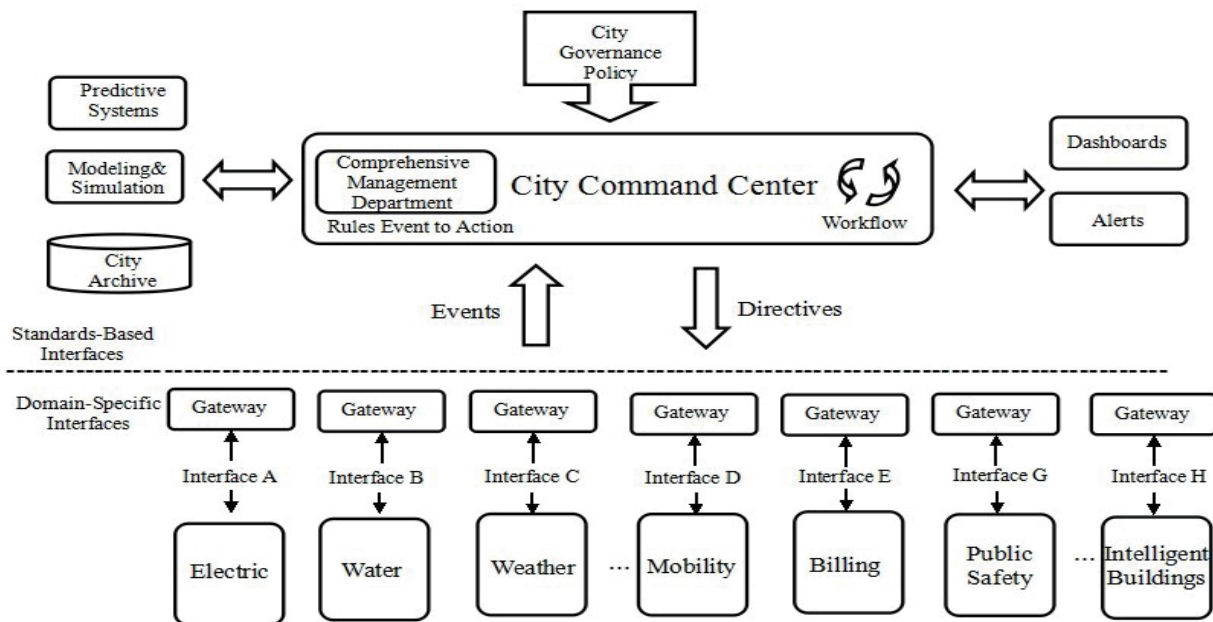 City
Governance
Policy
Predictive
Systems
Modeling&
Simulation
City
Archive
Comprehensive
Management
Department
Rules Event to Action
City Command Center
Workflow
Dashboards
Alerts
Events
Directives
Standards-Based
Interfaces
Domain-Specific
Interfaces
Gateway
Gateway
Gateway
Gateway
Gateway
Gateway
Gateway
Interface A
Interface B
Interface C
Interface D
Interface E
Interface G
Interface H
Electric
Water
Weather
...
Mobility
Billing
Public
Safety
...
Intelligent
Buildings